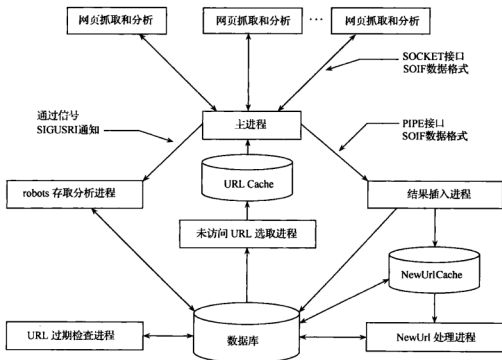 网页抓取和分析 网页抓取和分析 ··· 网页抓取和分析
SOCKET接口
SOIF数据格式
通过信号
SIGUSRI通知
主进程
PIPE接口
SOIF数据格式
URL Cache
robots 存取分析进程
结果插入进程
未访问 URL 选取进程
NewUrlCache
URL 过期检查进程
数据库
NewUrl 处理进程